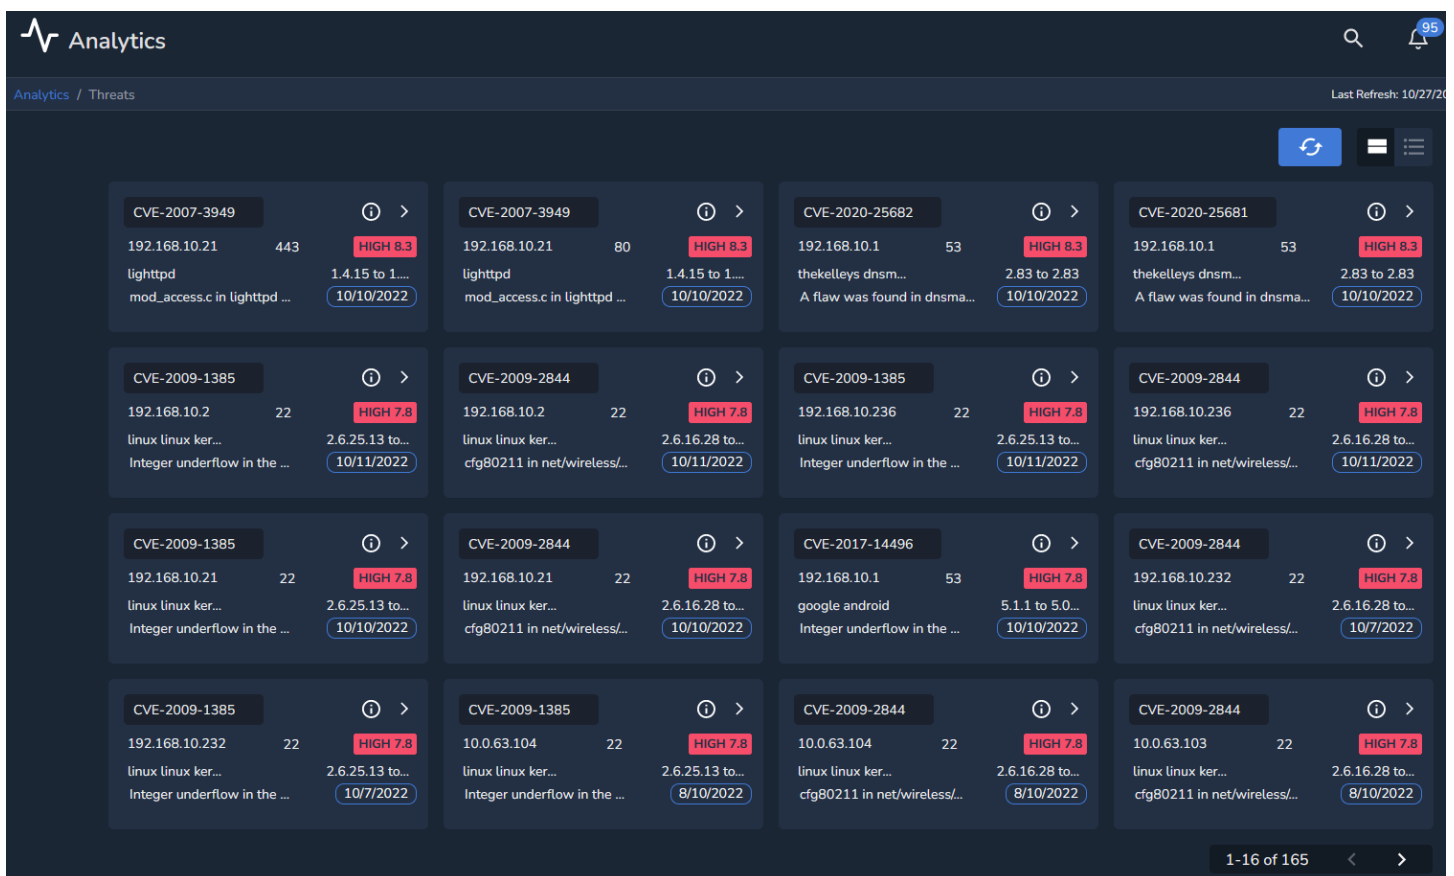 Analytics
95
Analytics / Threats
Last Refresh: 10/27/20
CVE-2007-3949
192.168.10.21 443 HIGH 8.3
lighttpd 1.4.15 to 1....
mod_access.c in lighttpd ... 10/10/2022
CVE-2007-3949
192.168.10.21 80 HIGH 8.3
lighttpd 1.4.15 to 1....
mod_access.c in lighttpd ... 10/10/2022
CVE-2020-25682
192.168.10.1 53 HIGH 8.3
thekelleys dnsm... 2.83 to 2.83
A flaw was found in dnsma... 10/10/2022
CVE-2020-25681
192.168.10.1 53 HIGH 8.3
thekelleys dnsm... 2.83 to 2.83
A flaw was found in dnsma... 10/10/2022
CVE-2009-1385
192.168.10.2 22 HIGH 7.8
linux linux ker... 2.6.25.13 to...
Integer underflow in the ... 10/11/2022
CVE-2009-2844
192.168.10.2 22 HIGH 7.8
linux linux ker... 2.6.16.28 to...
cfg80211 in net/wireless/... 10/11/2022
CVE-2009-1385
192.168.10.236 22 HIGH 7.8
linux linux ker... 2.6.25.13 to...
Integer underflow in the ... 10/11/2022
CVE-2009-2844
192.168.10.236 22 HIGH 7.8
linux linux ker... 2.6.16.28 to...
cfg80211 in net/wireless/... 10/11/2022
CVE-2009-1385
192.168.10.21 22 HIGH 7.8
linux linux ker... 2.6.25.13 to...
Integer underflow in the ... 10/10/2022
CVE-2009-2844
192.168.10.21 22 HIGH 7.8
linux linux ker... 2.6.16.28 to...
cfg80211 in net/wireless/... 10/10/2022
CVE-2017-14496
192.168.10.1 53 HIGH 7.8
google android 5.1.1 to 5.0...
Integer underflow in the ... 10/10/2022
CVE-2009-2844
192.168.10.232 22 HIGH 7.8
linux linux ker... 2.6.16.28 to...
cfg80211 in net/wireless/... 10/7/2022
CVE-2009-1385
192.168.10.232 22 HIGH 7.8
linux linux ker... 2.6.25.13 to...
Integer underflow in the ... 10/7/2022
CVE-2009-1385
10.0.63.104 22 HIGH 7.8
linux linux ker... 2.6.25.13 to...
Integer underflow in the ... 8/10/2022
CVE-2009-2844
10.0.63.104 22 HIGH 7.8
linux linux ker... 2.6.16.28 to...
cfg80211 in net/wireless/... 8/10/2022
CVE-2009-2844
10.0.63.103 22 HIGH 7.8
linux linux ker... 2.6.16.28 to...
cfg80211 in net/wireless/... 8/10/2022
1-16 of 165